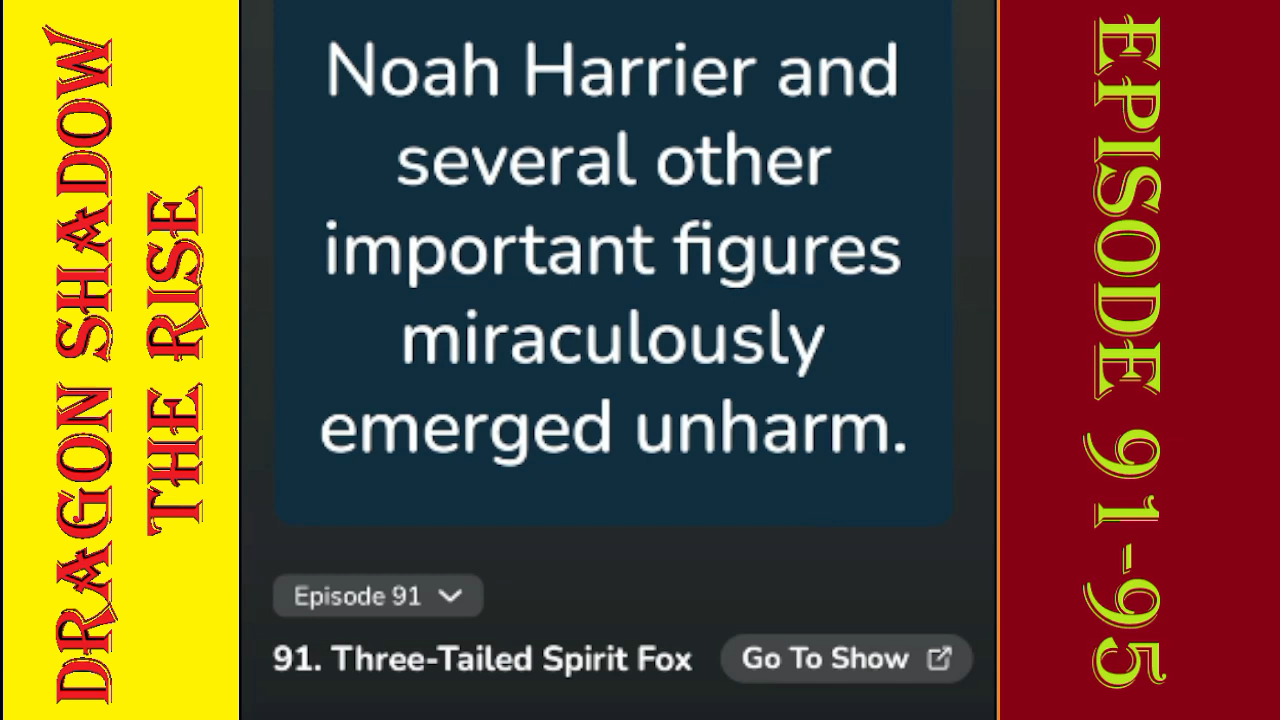 DRAGON SHADOW
THE RISE
Noah Harrier and
several other
important figures
miraculously
emerged unharm.
Episode 91
91. Three-Tailed Spirit Fox
Go To Show
EPISODE 91-95